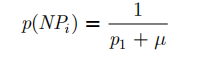 p(NP_i) = \frac{1}{p_1 + \mu}